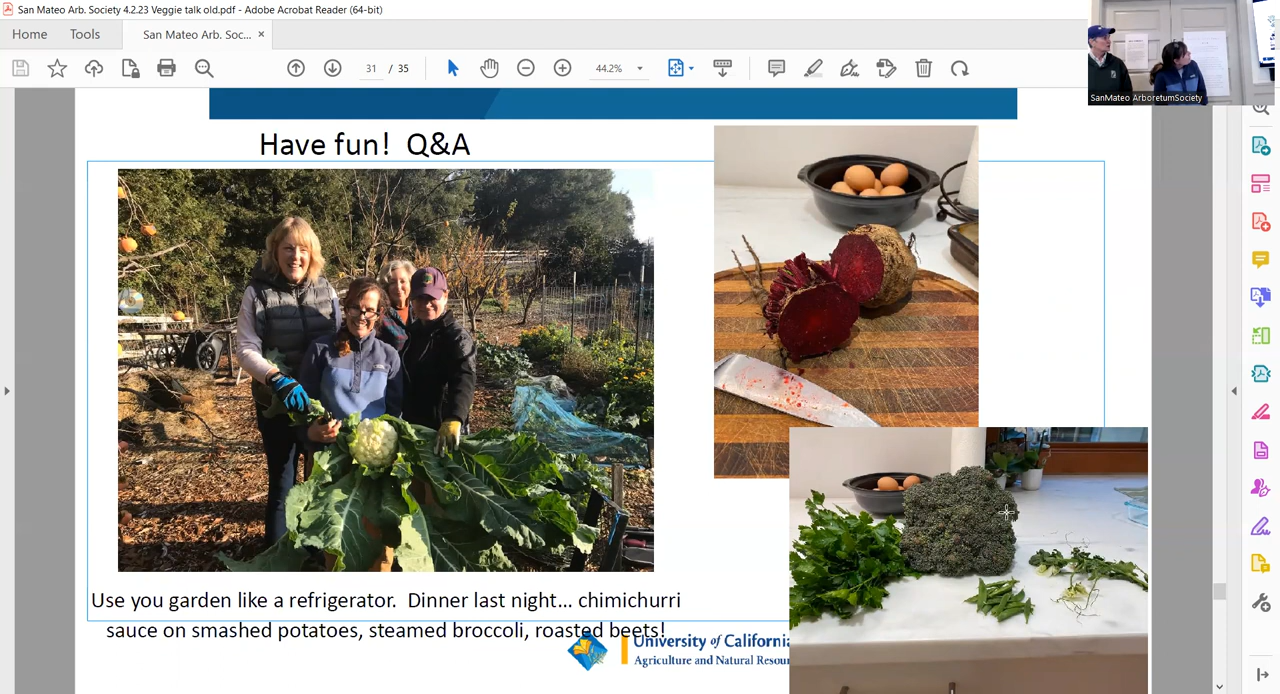 San Mateo Arb. Society 4.2.23 Veggie talk old.pdf - Adobe Acrobat Reader (64-bit)
Home
Tools
San Mateo Arb. Soc...
31 / 35
44.2%
SanMateo ArboretumSociety
Have fun! Q&A
Use you garden like a refrigerator. Dinner last night... chimichurri
sauce on smashed potatoes, steamed broccoli, roasted beets!
University of California
Agriculture and Natural Resou